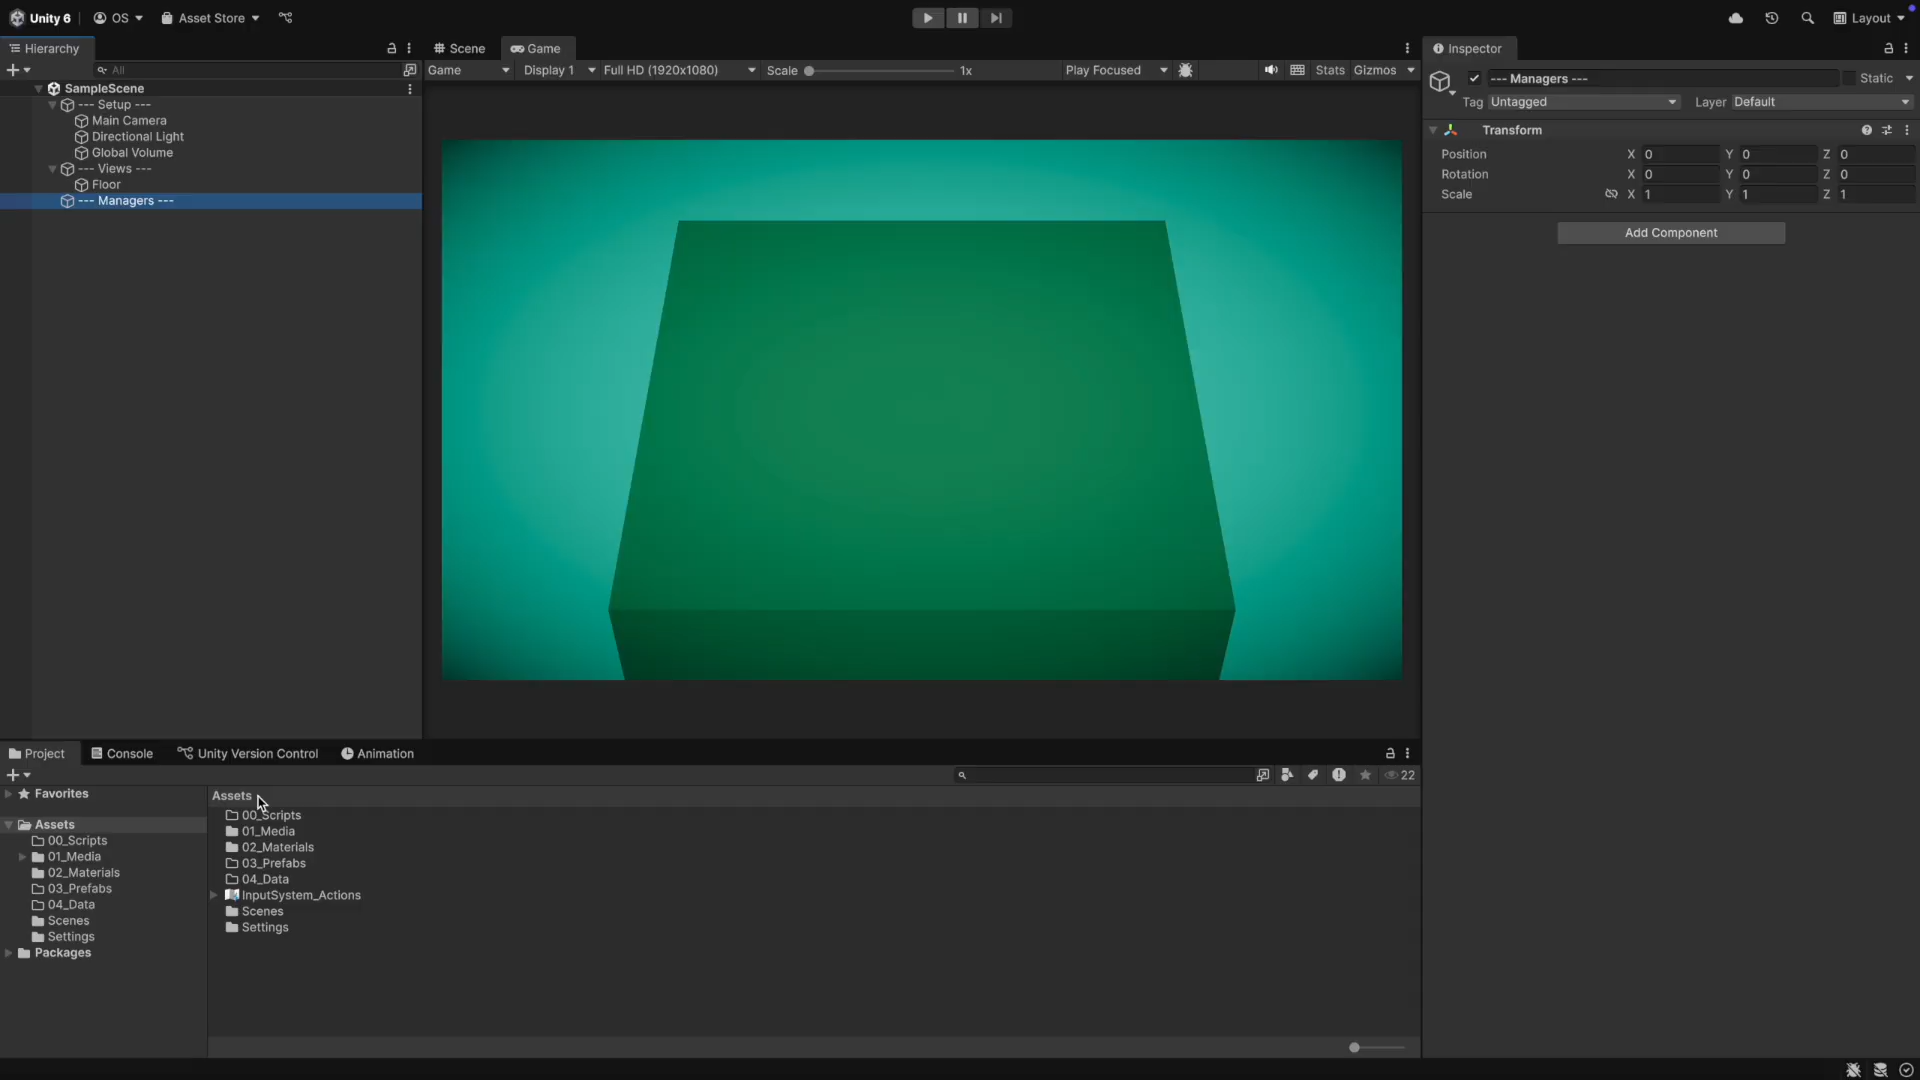 Unity 6 OS Asset Store Layout
Hierarchy Scene Game Inspector
All Game Display 1 Full HD (1920x1080) Scale 1x Play Focused Stats Gizmos
SampleScene
--- Setup ---
Main Camera
Directional Light
Global Volume
--- Views ---
Floor
--- Managers ---
--- Managers --- Static
Tag Untagged Layer Default
Transform
Position X 0 Y 0 Z 0
Rotation X 0 Y 0 Z 0
Scale X 1 Y 1 Z 1
Add Component
Project Console Unity Version Control Animation
22
Favorites
Assets
00_Scripts
01_Media
02_Materials
03_Prefabs
04_Data
Scenes
Settings
Packages
Assets
00_Scripts
01_Media
02_Materials
03_Prefabs
04_Data
InputSystem_Actions
Scenes
Settings